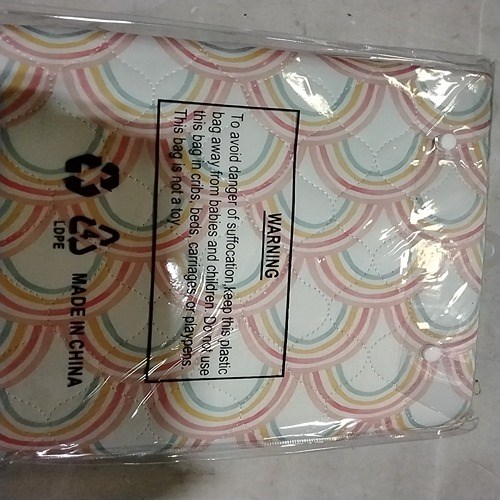 WARNING
To avoid danger of suffocation,keep this plastic
bag away from babies and children. Do not use
this bag in cribs, beds, carriages, or playpens.
This bag is not a toy.
4
LDPE
MADE IN CHINA